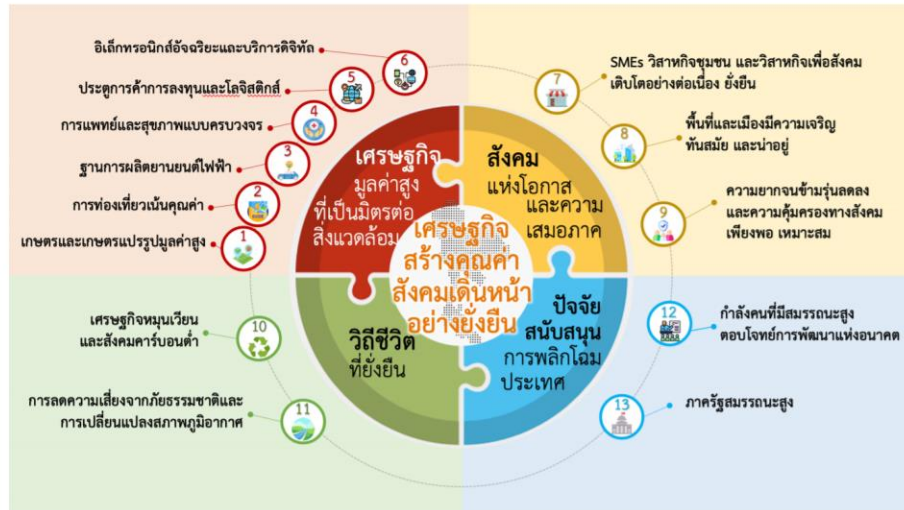 อิเล็กทรอนิกส์อัจฉริยะและบริการดิจิทัล
6
ประตูการค้าการลงทุนและโลจิสติกส์
5
การแพทย์และสุขภาพแบบครบวงจร
4
ฐานการผลิตยานยนต์ไฟฟ้า
3
การท่องเที่ยวเน้นคุณค่า
2
เกษตรและเกษตรแปรรูปมูลค่าสูง
1
เศรษฐกิจ
มูลค่าสูง
ที่เป็นมิตรต่อ
สิ่งแวดล้อม
สังคม
แห่งโอกาส
และความ
เสมอภาค
7
SMEs วิสาหกิจชุมชน และวิสาหกิจเพื่อสังคม
เติบโตอย่างต่อเนื่อง ยั่งยืน
8
พื้นที่และเมืองมีความเจริญ
ทันสมัย และน่าอยู่
9
ความยากจนข้ามรุ่นลดลง
และความคุ้มครองทางสังคม
เพียงพอ เหมาะสม
เศรษฐกิจ
สร้างคุณค่า
สังคมเดินหน้า
อย่างยั่งยืน
เศรษฐกิจหมุนเวียน
และสังคมคาร์บอนต่ำ
10
การลดความเสี่ยงจากภัยธรรมชาติและ
การเปลี่ยนแปลงสภาพภูมิอากาศ
11
วิถีชีวิต
ที่ยั่งยืน
ปัจจัย
สนับสนุน
การพลิกโฉม
ประเทศ
12
กำลังคนที่มีสมรรถนะสูง
ตอบโจทย์การพัฒนาแห่งอนาคต
13
ภาครัฐสมรรถนะสูง